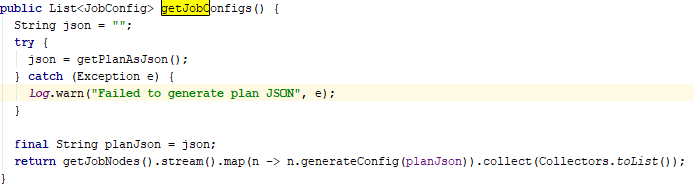 public List<JobConfig> getJobConfigs() {
  String json = "";
  try {
    json = getPlanAsJson();
  } catch (Exception e) {
    log.warn("Failed to generate plan JSON", e);
  }

  final String planJson = json;
  return getJobNodes().stream().map(n -> n.generateConfig(planJson)).collect(Collectors.toList());
}